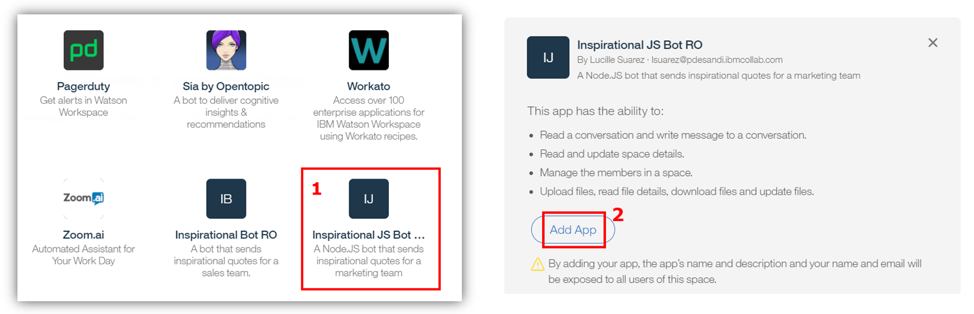 pd
W
Pagerduty
Get alerts in Watson
Workspace
Sia by Opentopic
A bot to deliver cognitive
insights &
recommendations
Workato
Access over 100
enterprise applications for
IBM Watson Workspace
using Workato recipes.
Zoom.ai
Zoom.ai
Automated Assistant for
Your Work Day
IB
Inspirational Bot RO
A bot that sends
inspirational quotes for a
sales team.
1
IJ
Inspirational JS Bot ...
A Node.JS bot that sends
inspirational quotes for a
marketing team
IJ
Inspirational JS Bot RO
By Lucille Suarez · lsuarez@pdesandi.ibmcollab.com
A Node.JS bot that sends inspirational quotes for a marketing team
This app has the ability to:
• Read a conversation and write message to a conversation.
• Read and update space details.
• Manage the members in a space.
• Upload files, read file details, download files and update files.
2
Add App
By adding your app, the app's name and description and your name and email will
be exposed to all users of this space.